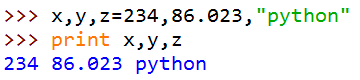 >>> x,y,z=234,86.023,"python"
>>> print x,y,z
234 86.023 python